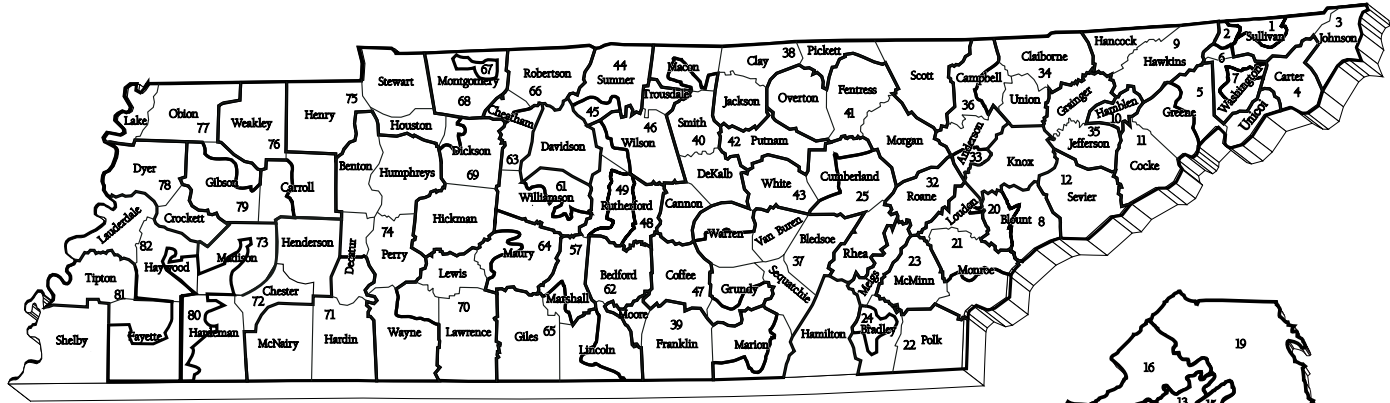 1
3
2
Sullivan
Johnson
Hancock
9
6
Hawkins
38
Pickett
Clay
Claiborne
34
44
Sumner
Macon
67
Robertson
Stewart
Montgomery
68
66
Scott
Campbell
7
Carter
4
Washington
5
75
Trousdale
Fentress
Overton
Jackson
Union
36
Grainger
Hamblen
10
Henry
Obion
77
Lake
Weakley
76
Cheatham
45
46
Smith
40
41
Greene
Unicoi
Houston
Wilson
42
Putnam
Morgan
Anderson
33
35
Jefferson
11
Dickson
69
63
Davidson
Knox
Cocke
Dyer
78
Gibson
79
Carroll
Benton
Humphreys
DeKalb
White
43
Cumberland
25
32
Roane
12
Sevier
61
Williamson
49
Rutherford
48
Cannon
Loudon
20
Blount
8
Lauderdale
Crockett
Hickman
74
Perry
Warren
Van Buren
Bledsoe
21
Monroe
82
Haywood
73
Madison
Henderson
Decatur
Maury
64
57
37
Rhea
Meigs
23
McMinn
Tipton
81
Lewis
Bedford
62
Coffee
47
Grundy
Sequatchie
Chester
72
70
Marshall
Moore
Shelby
Fayette
80
Hardeman
McNairy
71
Hardin
Wayne
Lawrence
Giles
65
Lincoln
39
Franklin
Marion
Hamilton
24
Bradley
22
Polk
19
16
13
15